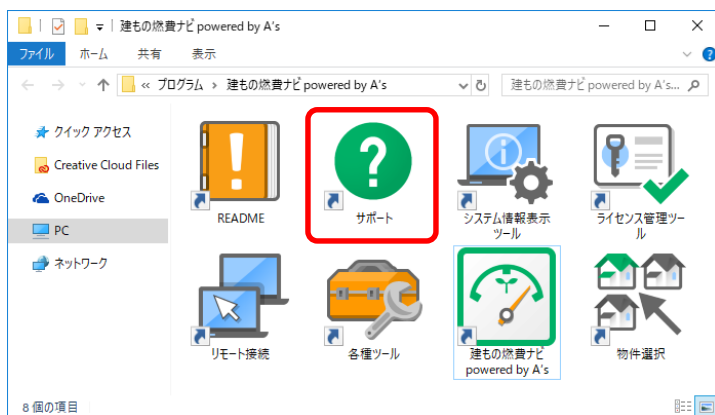 建もの燃費ナビ powered by A's
ファイル ホーム 共有 表示
« プログラム › 建もの燃費ナビ powered by A's
建もの燃費ナビ powered by A's...
クイック アクセス
Creative Cloud Files
OneDrive
PC
ネットワーク
README
サポート
システム情報表示
ツール
ライセンス管理ツー
ル
リモート接続
各種ツール
建もの燃費ナビ
powered by A's
物件選択
8 個の項目